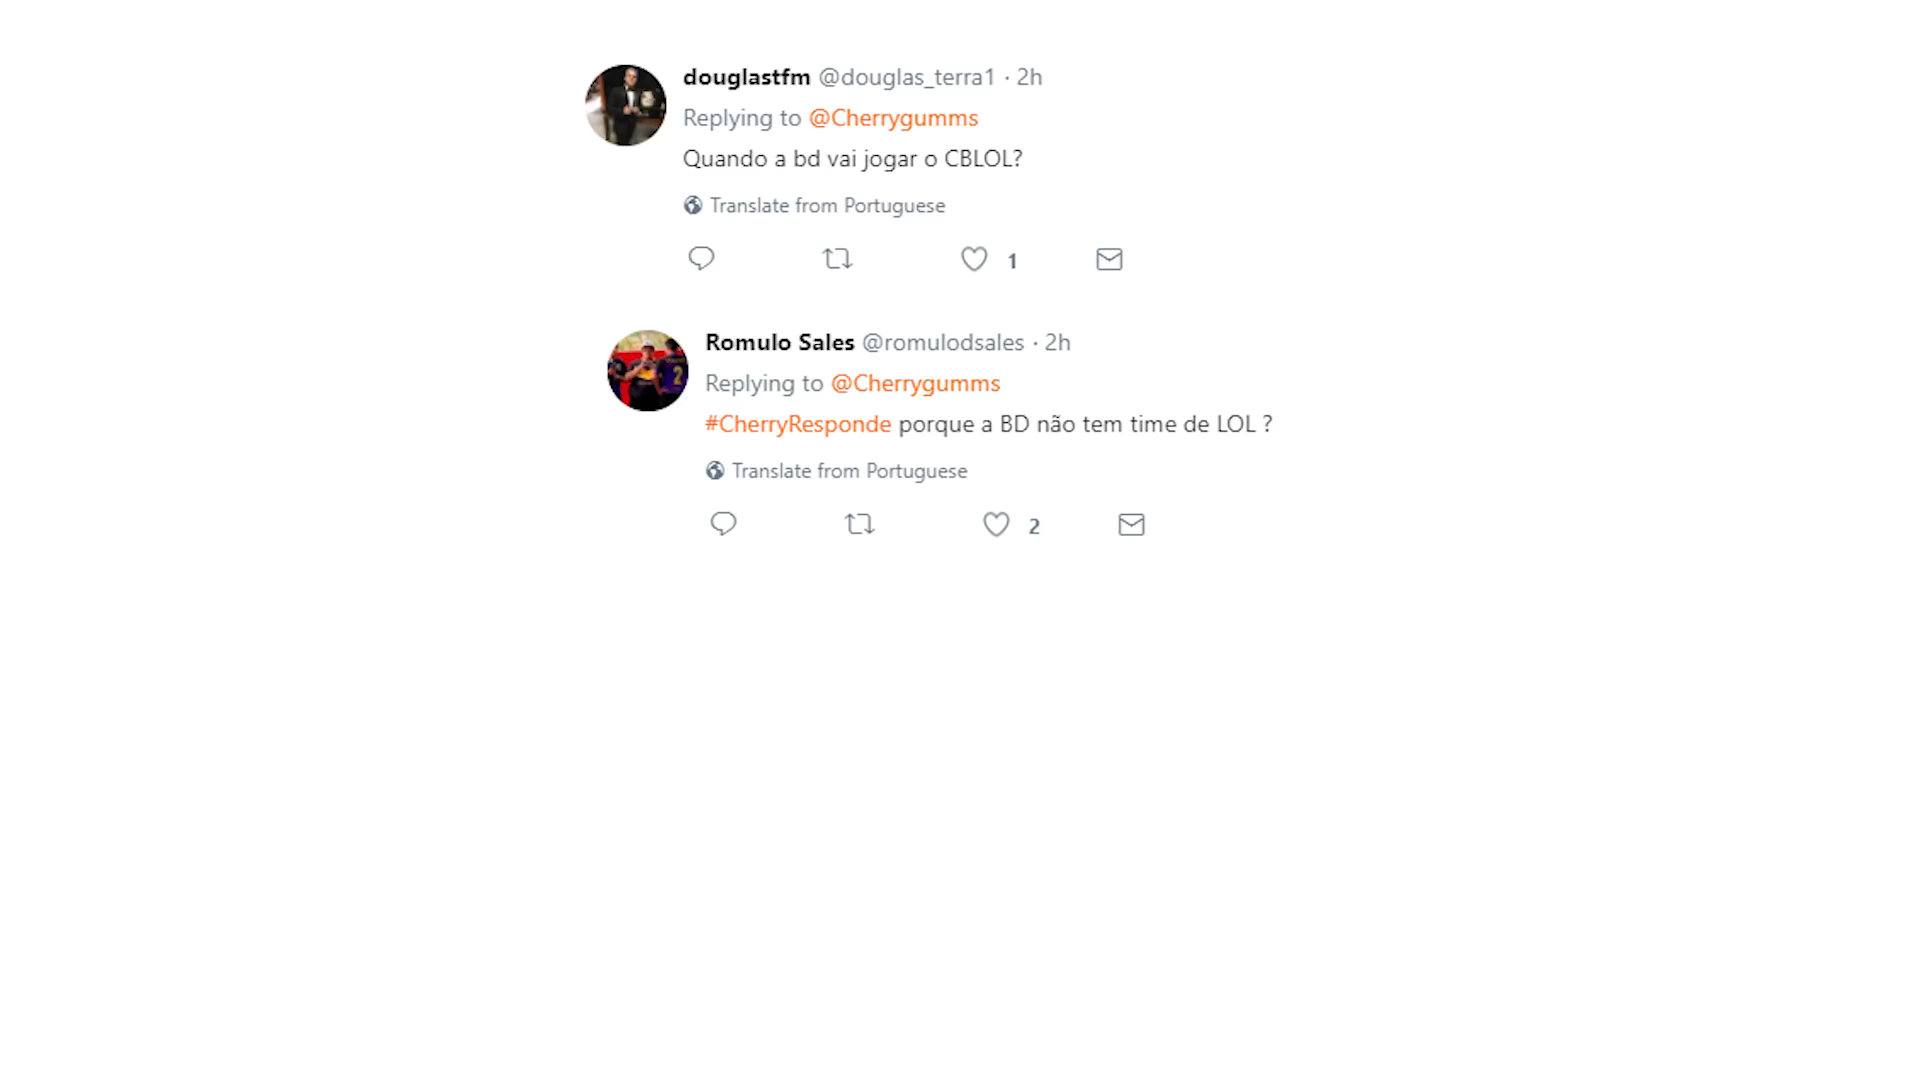 douglastfm @douglas_terra1 · 2h
Replying to @Cherrygumms
Quando a bd vai jogar o CBLOL?
Translate from Portuguese
1
Romulo Sales @romulodsales · 2h
Replying to @Cherrygumms
#CherryResponde porque a BD não tem time de LOL ?
Translate from Portuguese
2